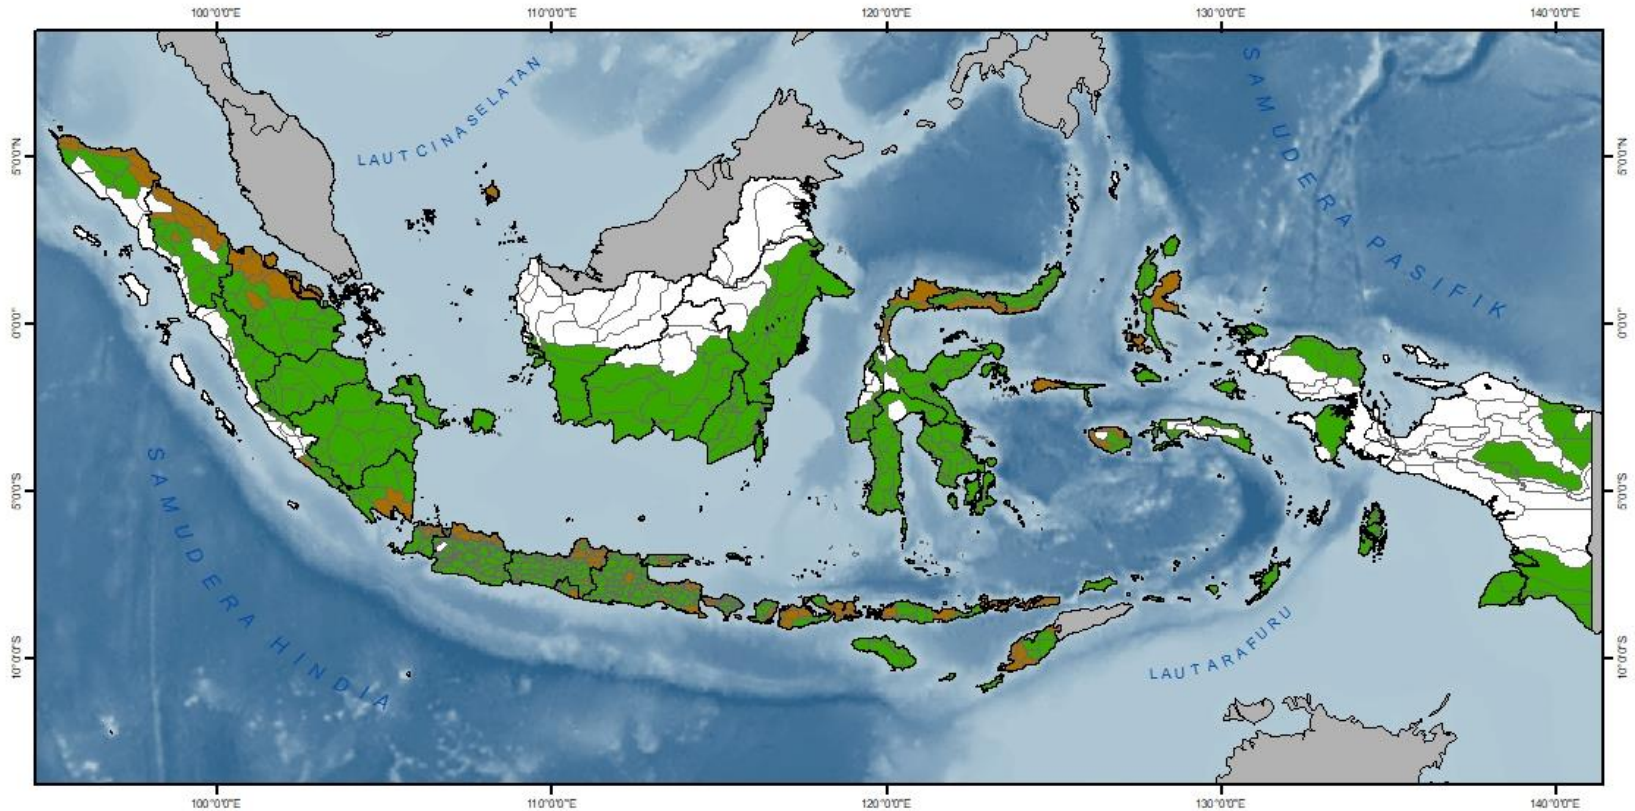 100°0'0"E 110°0'0"E 120°0'0"E 130°0'0"E 140°0'0"E
LAUT CINA SELATAN
SAMUDERA PASIFIK
5°0'0"N 5°0'0"N
0°0'0" 0°0'0"
5°0'0"S 5°0'0"S
SAMUDERA HINDIA
10°0'0"S 10°0'0"S
LAUT ARAFURU
100°0'0"E 110°0'0"E 120°0'0"E 130°0'0"E 140°0'0"E